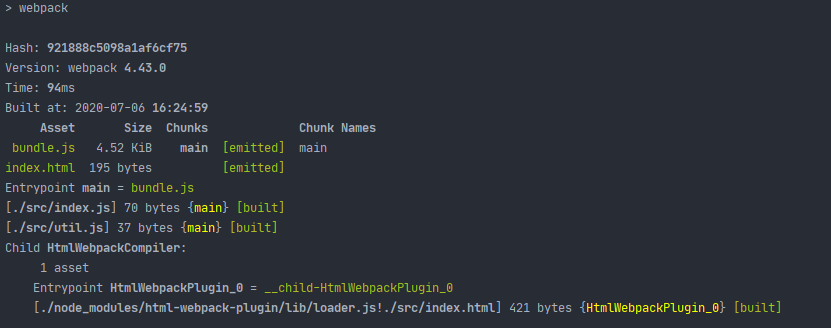 > webpack
Hash: 921888c5098a1af6cf75
Version: webpack 4.43.0
Time: 94ms
Built at: 2020-07-06 16:24:59
Asset Size Chunks Chunk Names
bundle.js 4.52 KiB main [emitted] main
index.html 195 bytes [emitted]
Entrypoint main = bundle.js
[./src/index.js] 70 bytes {main} [built]
[./src/util.js] 37 bytes {main} [built]
Child HtmlWebpackCompiler:
1 asset
Entrypoint HtmlWebpackPlugin_0 = __child-HtmlWebpackPlugin_0
[./node_modules/html-webpack-plugin/lib/loader.js!./src/index.html] 421 bytes {HtmlWebpackPlugin_0} [built]